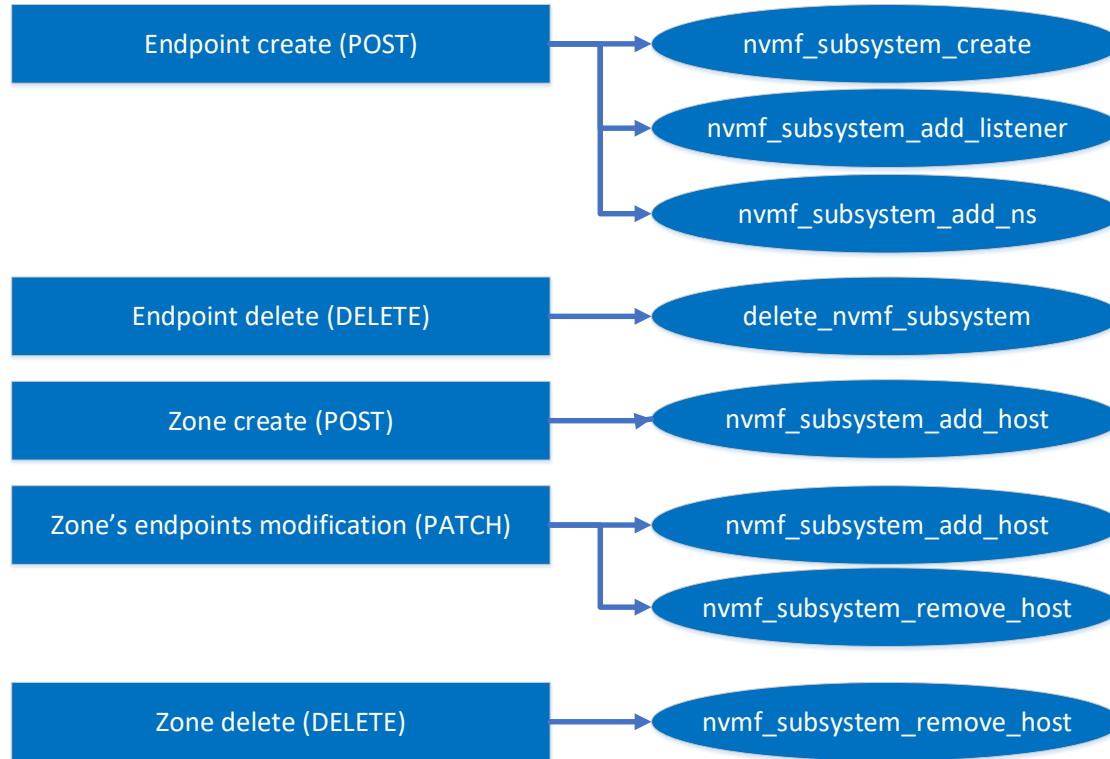 Endpoint create (POST)
nvmf_subsystem_create
nvmf_subsystem_add_listener
nvmf_subsystem_add_ns
Endpoint delete (DELETE)
delete_nvmf_subsystem
Zone create (POST)
nvmf_subsystem_add_host
Zone’s endpoints modification (PATCH)
nvmf_subsystem_add_host
nvmf_subsystem_remove_host
Zone delete (DELETE)
nvmf_subsystem_remove_host